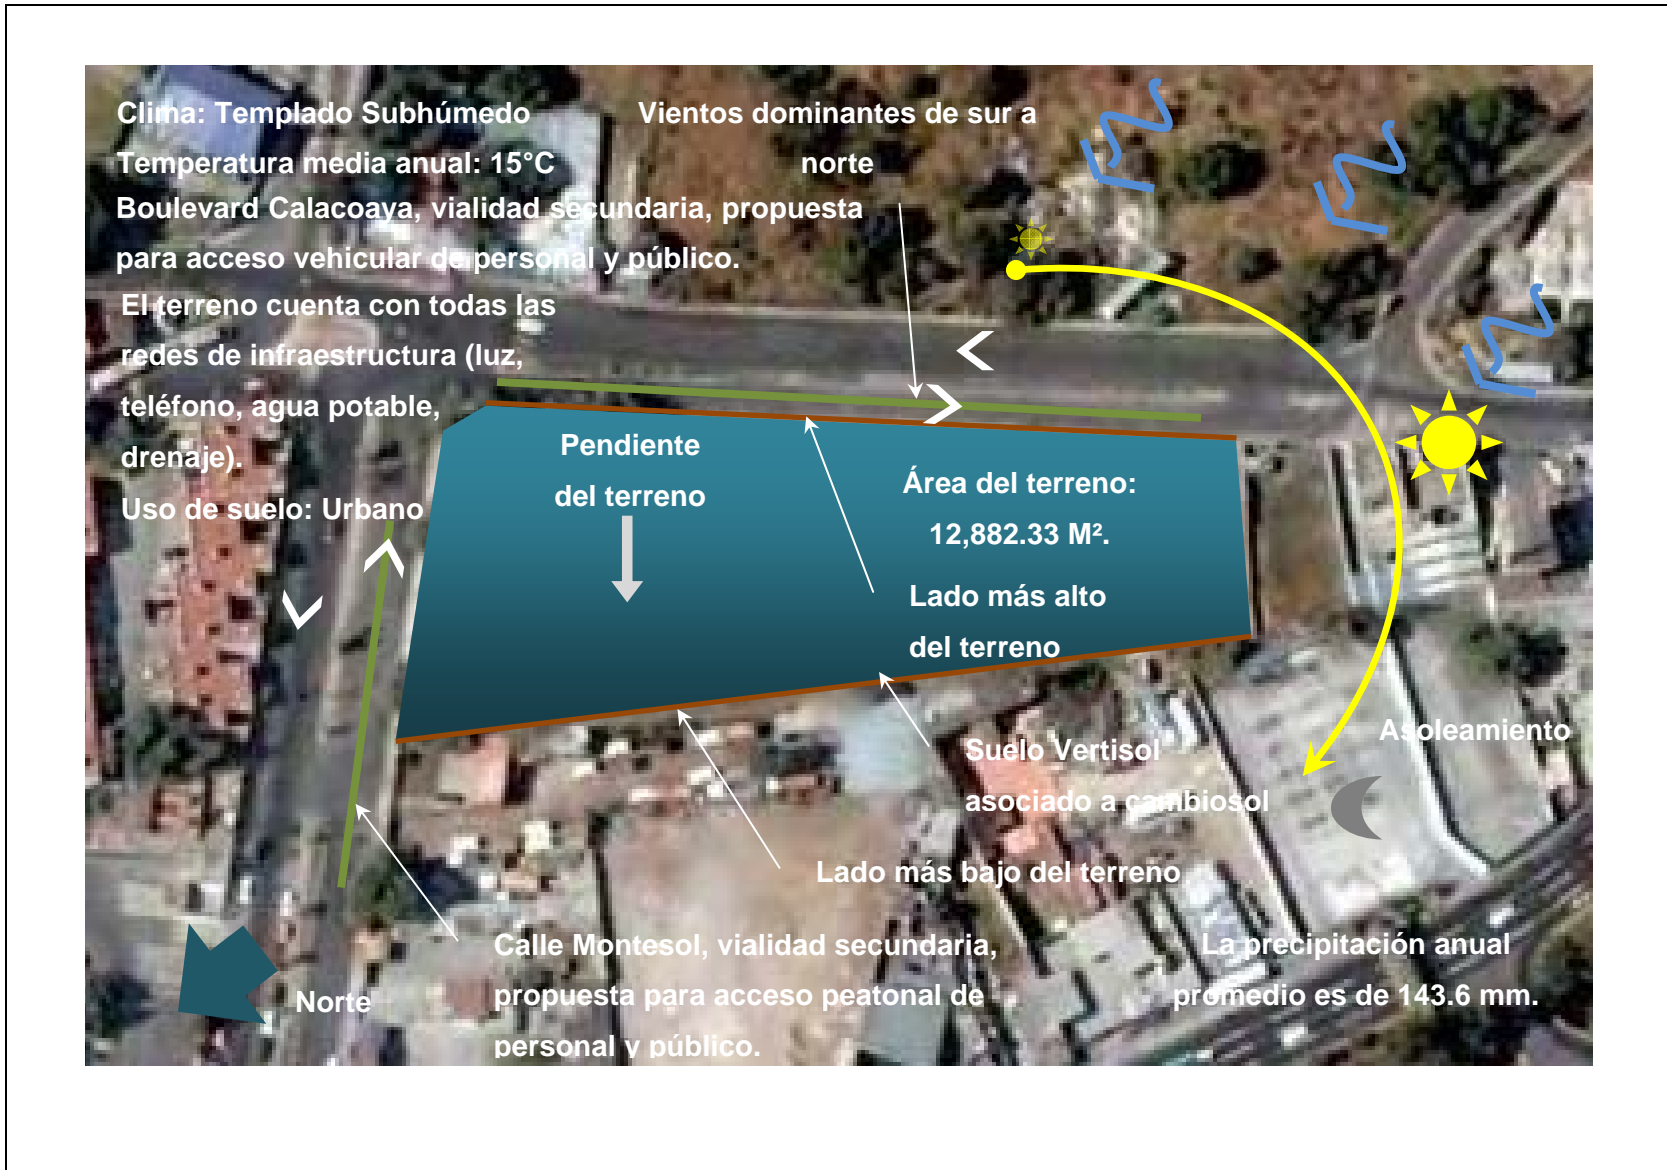 Clima: Templado Subhúmedo
Temperatura media anual: 15°C
Vientos dominantes de sur a
norte
Boulevard Calacoaya, vialidad secundaria, propuesta
para acceso vehicular de personal y público.
El terreno cuenta con todas las
redes de infraestructura (luz,
teléfono, agua potable,
drenaje).
Uso de suelo: Urbano
Pendiente
del terreno
Área del terreno:
12,882.33 M².
Lado más alto
del terreno
Asoleamiento
Suelo Vertisol
asociado a cambiosol
Lado más bajo del terreno
Calle Montesol, vialidad secundaria,
propuesta para acceso peatonal de
personal y público.
La precipitación anual
promedio es de 143.6 mm.
Norte